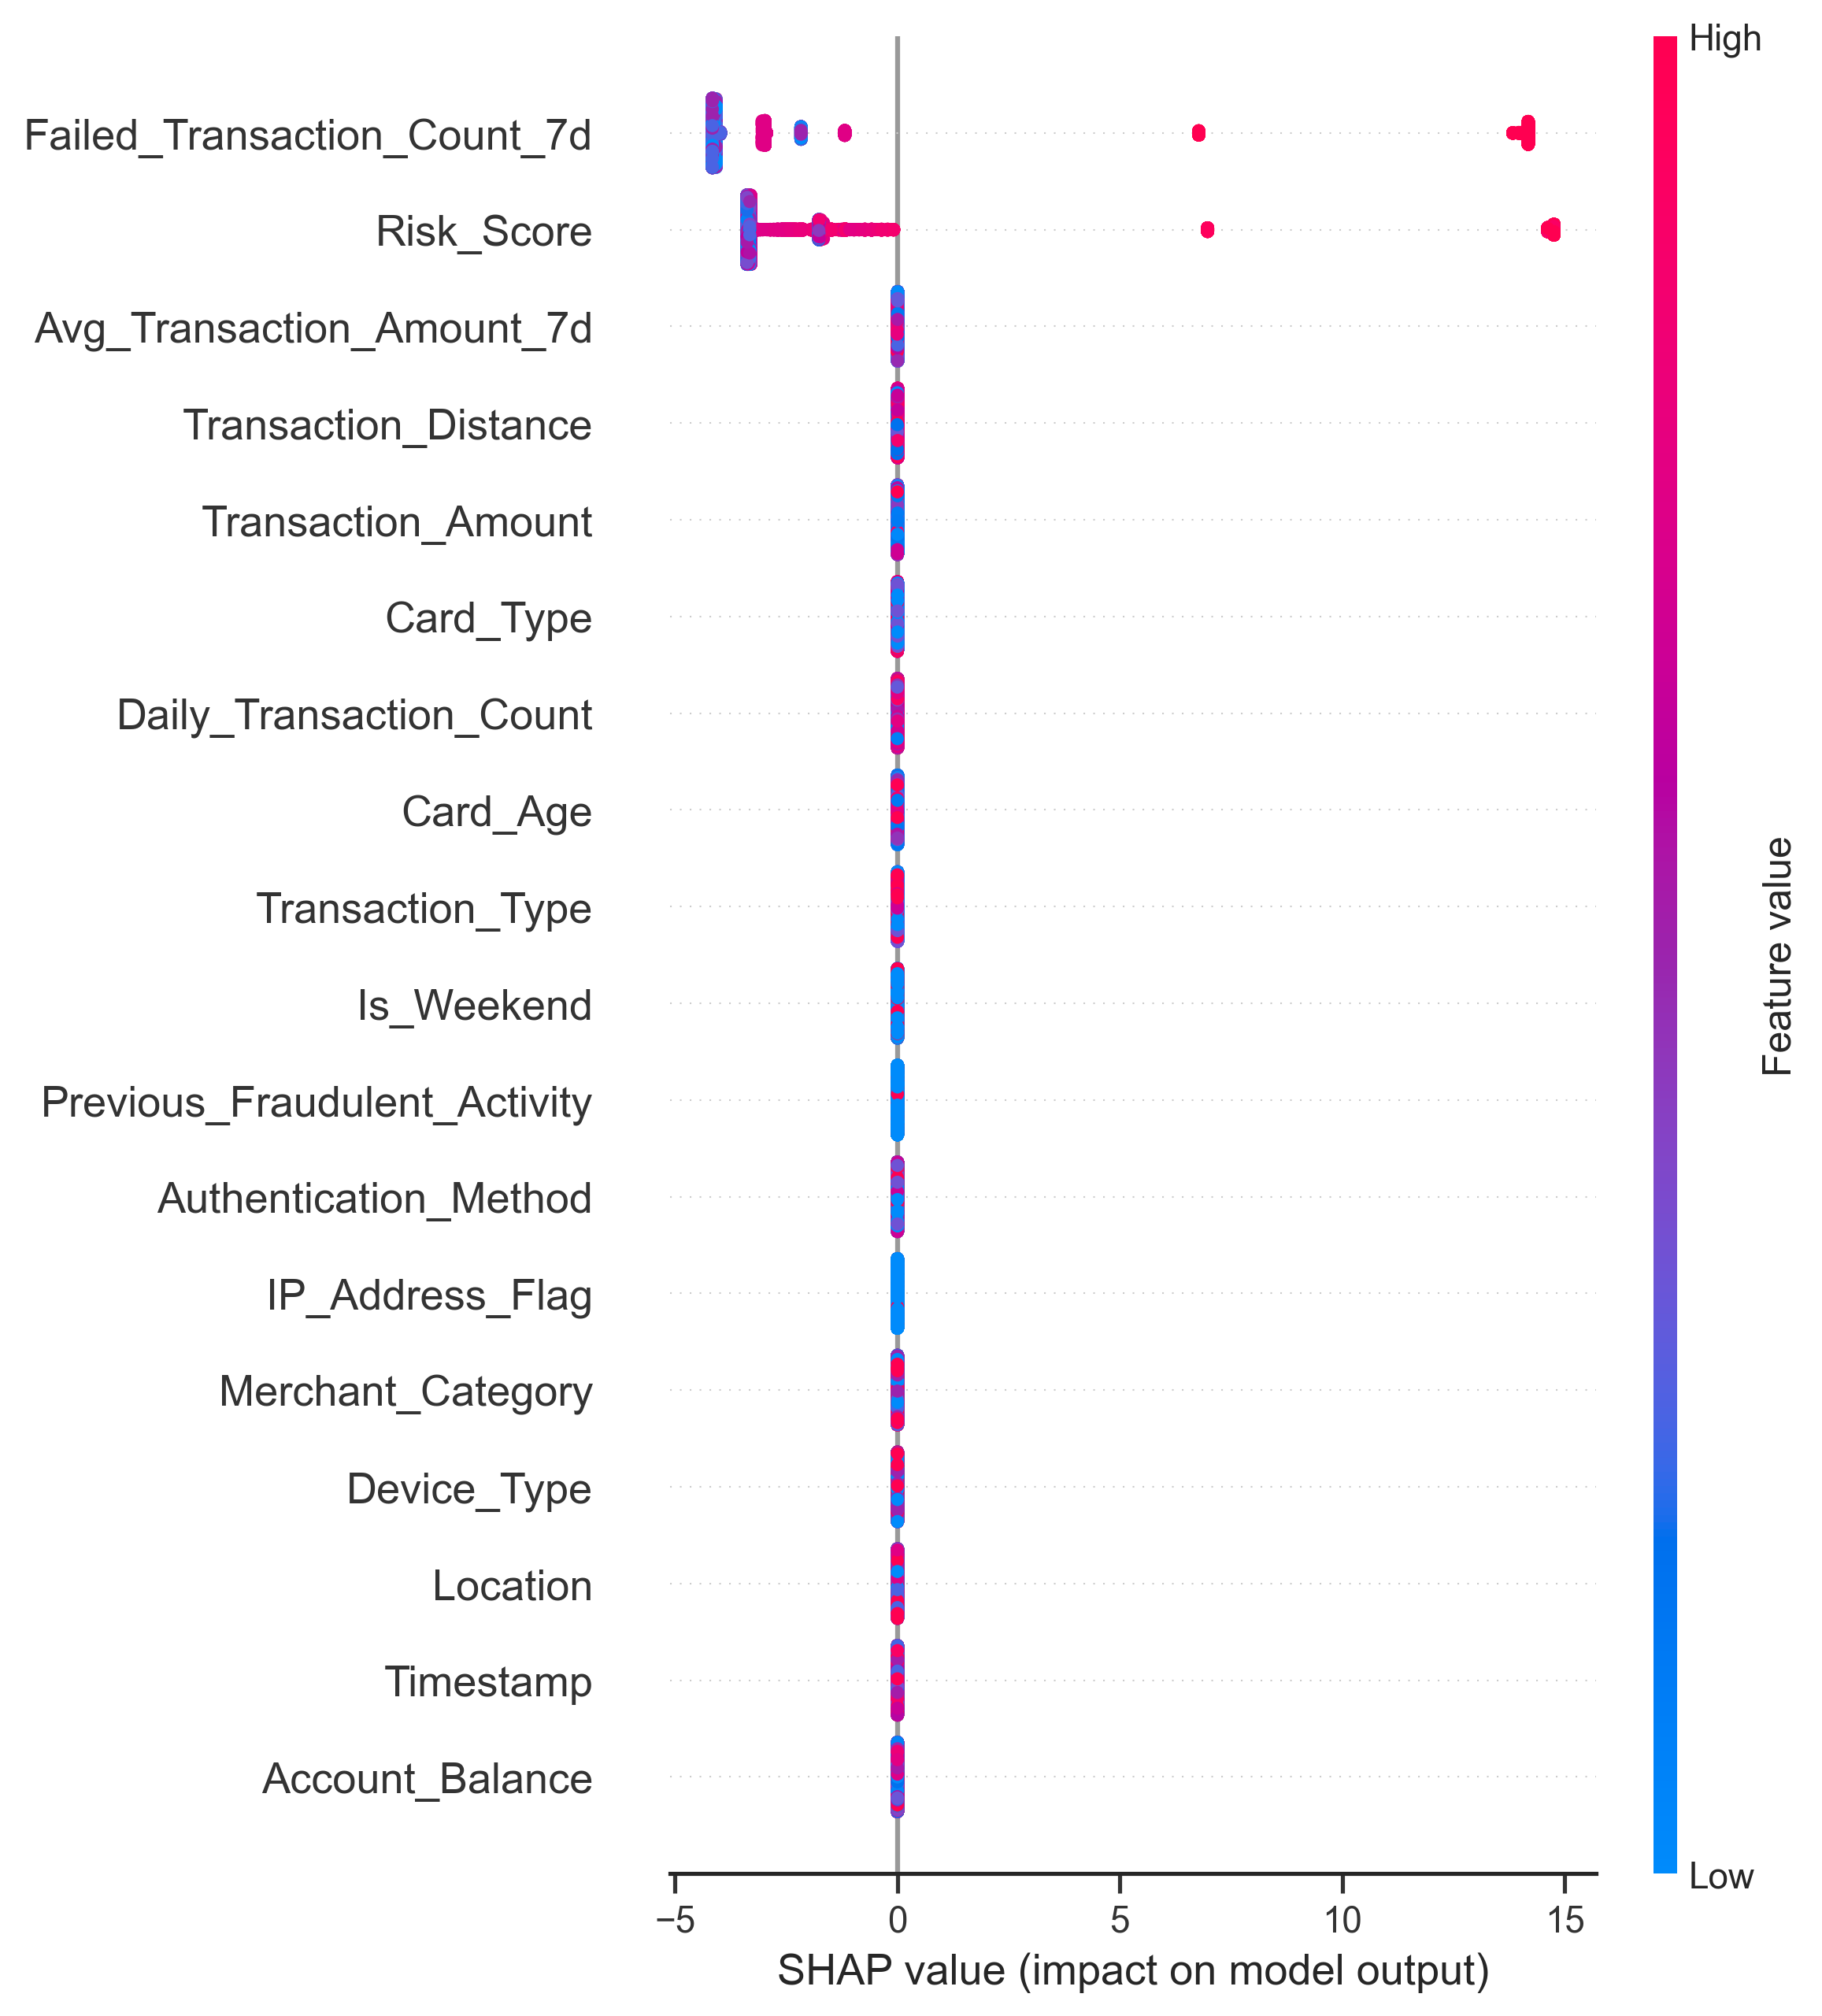 High
Failed_Transaction_Count_7d
Risk_Score
Avg_Transaction_Amount_7d
Transaction_Distance
Transaction_Amount
Card_Type
Daily_Transaction_Count
Card_Age
Transaction_Type
Is_Weekend
Previous_Fraudulent_Activity
Authentication_Method
IP_Address_Flag
Merchant_Category
Device_Type
Location
Timestamp
Account_Balance
Feature value
Low
−5 0 5 10 15
SHAP value (impact on model output)